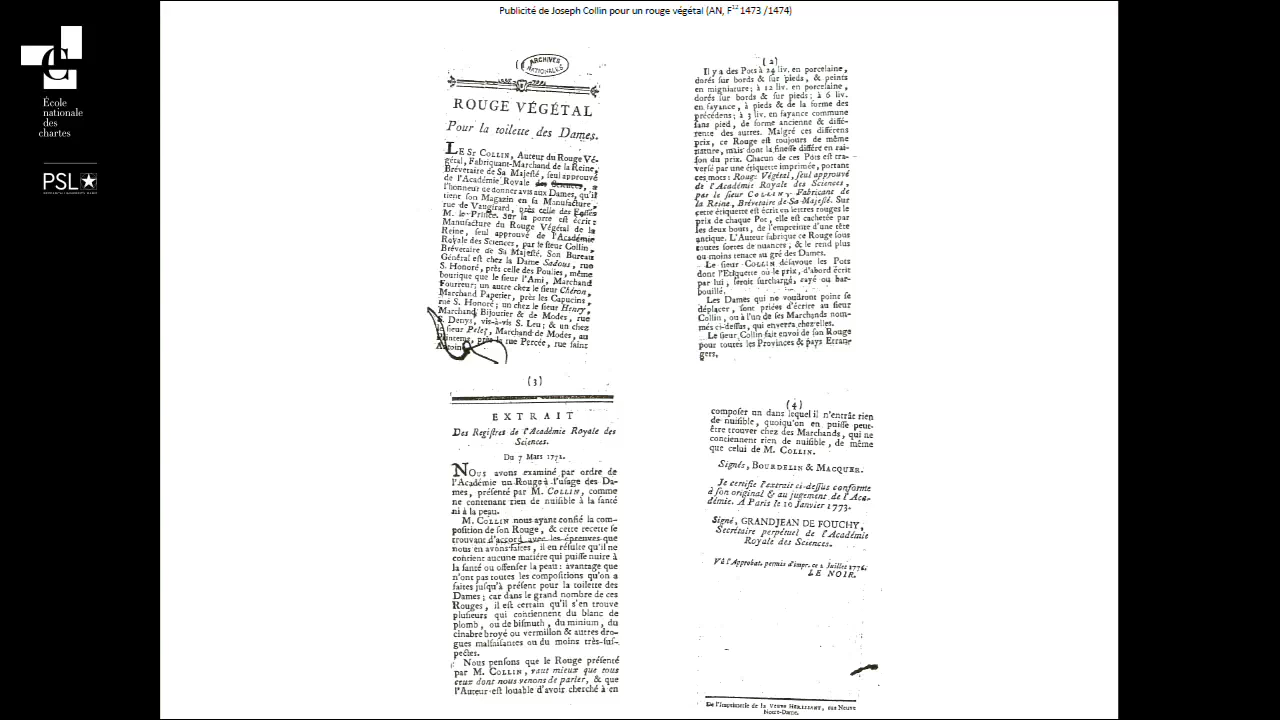 Publicité de Joseph Collin pour un rouge végétal (AN, F¹² 1473 /1474)
École
nationale
des
chartes
PSL
ARCHIVES
NATIONALES
ROUGE VÉGÉTAL
Pour la toilette des Dames.
LE Sr COLLIN, Auteur du Rouge Vé-
gétal, Fabriquant-Marchand de la Reine,
Brévetaire de Sa Majesté, seul approuvé
de l'Académie Royale des Sciences, a
l'honneur de donner avis aux Dames, qu'il
tient son Magazin en sa Manufacture,
rue de Vaugirard, près celle des Fossés
M. le Prince. Sur la porte est écrit:
Manufacture du Rouge Végétal de la
Reine, seul approuvé de l'Académie
Royale des Sciences, par le sieur Collin,
Brévetaire de Sa Majesté. Son Bureau
Général est chez la Dame Sadous, rue
S. Honoré, près celle des Poulies, même
boutique que le sieur l'Ami, Marchand
Fourreur; un autre chez le sieur Chéron,
Marchand Papetier, près les Capucins,
rue S. Honoré; un chez le sieur Henry,
Marchand Bijoutier & de Modes, rue
S. Denys, vis-à-vis S. Leu; & un chez
le sieur Pelez, Marchand de Modes, au
Printems, près la rue Percée, rue saint
Antoine
(2)
Il y a des Pots à 24 liv. en porcelaine,
dorés sur bords & sur pieds, & peints
en migniature; à 12 liv. en porcelaine,
dorés sur bords & sur pieds; à 6 liv.
en fayance, à pieds & de la forme des
précédens; à 3 liv. en fayance commune
sans pied, de forme ancienne & diffé-
rente des autres. Malgré ces différens
prix, ce Rouge est toujours de même
nature, mais dont la finesse différe en rai-
son du prix. Chacun de ces Pots est tra-
versé par une étiquette imprimée, portant
ces mots: Rouge Végétal, seul approuvé
de l'Académie Royale des Sciences,
par le sieur COLLIN, Fabricant de
la Reine, Brévetaire de Sa Majesté. Sur
cette étiquette est écrit en lettres rouges le
prix de chaque Pot, elle est cachetée par
les deux bouts, de l'empreinte d'une tête
antique. L'Auteur fabrique ce Rouge sous
toutes sortes de nuances, & le rend plus
ou moins tenace au gré des Dames.
Le sieur COLLIN désavoue les Pots
dont l'Etiquette où le prix, d'abord écrit
par lui, seroit surchargé, rayé ou bar-
bouillé.
Les Dames qui ne voudront point se
déplacer, sont priées d'écrire au sieur
Collin, ou à l'un de ses Marchands nom-
més ci-dessus, qui enverra chez elles.
Le sieur Collin fait envoi de son Rouge
pour toutes les Provinces & pays Etran
gers.
(3)
EXTRAIT
Des Registres de l'Académie Royale des
Sciences.
Du 7 Mars 1772.
NOUS avons examiné par ordre de
l'Académie un Rouge à l'usage des Da-
mes, présenté par M. COLLIN, comme
ne contenant rien de nuisible à la santé
ni à la peau.
M. COLLIN nous ayant confié la com-
position de son Rouge, & cette recette se
trouvant d'accord avec les épreuves que
nous en avons faites, il en résulte qu'il ne
contient aucune matiére qui puisse nuire à
la santé ou offenser la peau: avantage que
n'ont pas toutes les compositions qu'on a
faites jusqu'à présent pour la toilette des
Dames; car dans le grand nombre de ces
Rouges, il est certain qu'il s'en trouve
plusieurs qui contiennent du blanc de
plomb, ou de bismuth, du minium, du
cinabre broyé ou vermillon & autres dro-
gues malfaisantes ou du moins très-sus-
pectes.
Nous pensons que le Rouge présenté
par M. COLLIN, vaut mieux que tous
ceux dont nous venons de parler, & que
l'Auteur est louable d'avoir cherché à en
(4)
composer un dans lequel il n'entrât rien
de nuisible, quoiqu'on en puisse peut-
être trouver chez des Marchands, qui ne
contiennent rien de nuisible, de même
que celui de M. COLLIN.
Signés, BOURDELIN & MACQUER.
Je certifie l'extrait ci-dessus conforme
à son original & au jugement de l'Aca-
démie. A Paris le 10 Janvier 1773.
Signé, GRANDJEAN DE FOUCHY,
Secrétaire perpétuel de l'Académie
Royale des Sciences.
Vû l'Approbat. permis d'impr. ce 2 Juillet 1776.
LE NOIR.
De l'Imprimerie de la Veuve HERISSANT, rue Neuve
Notre-Dame.